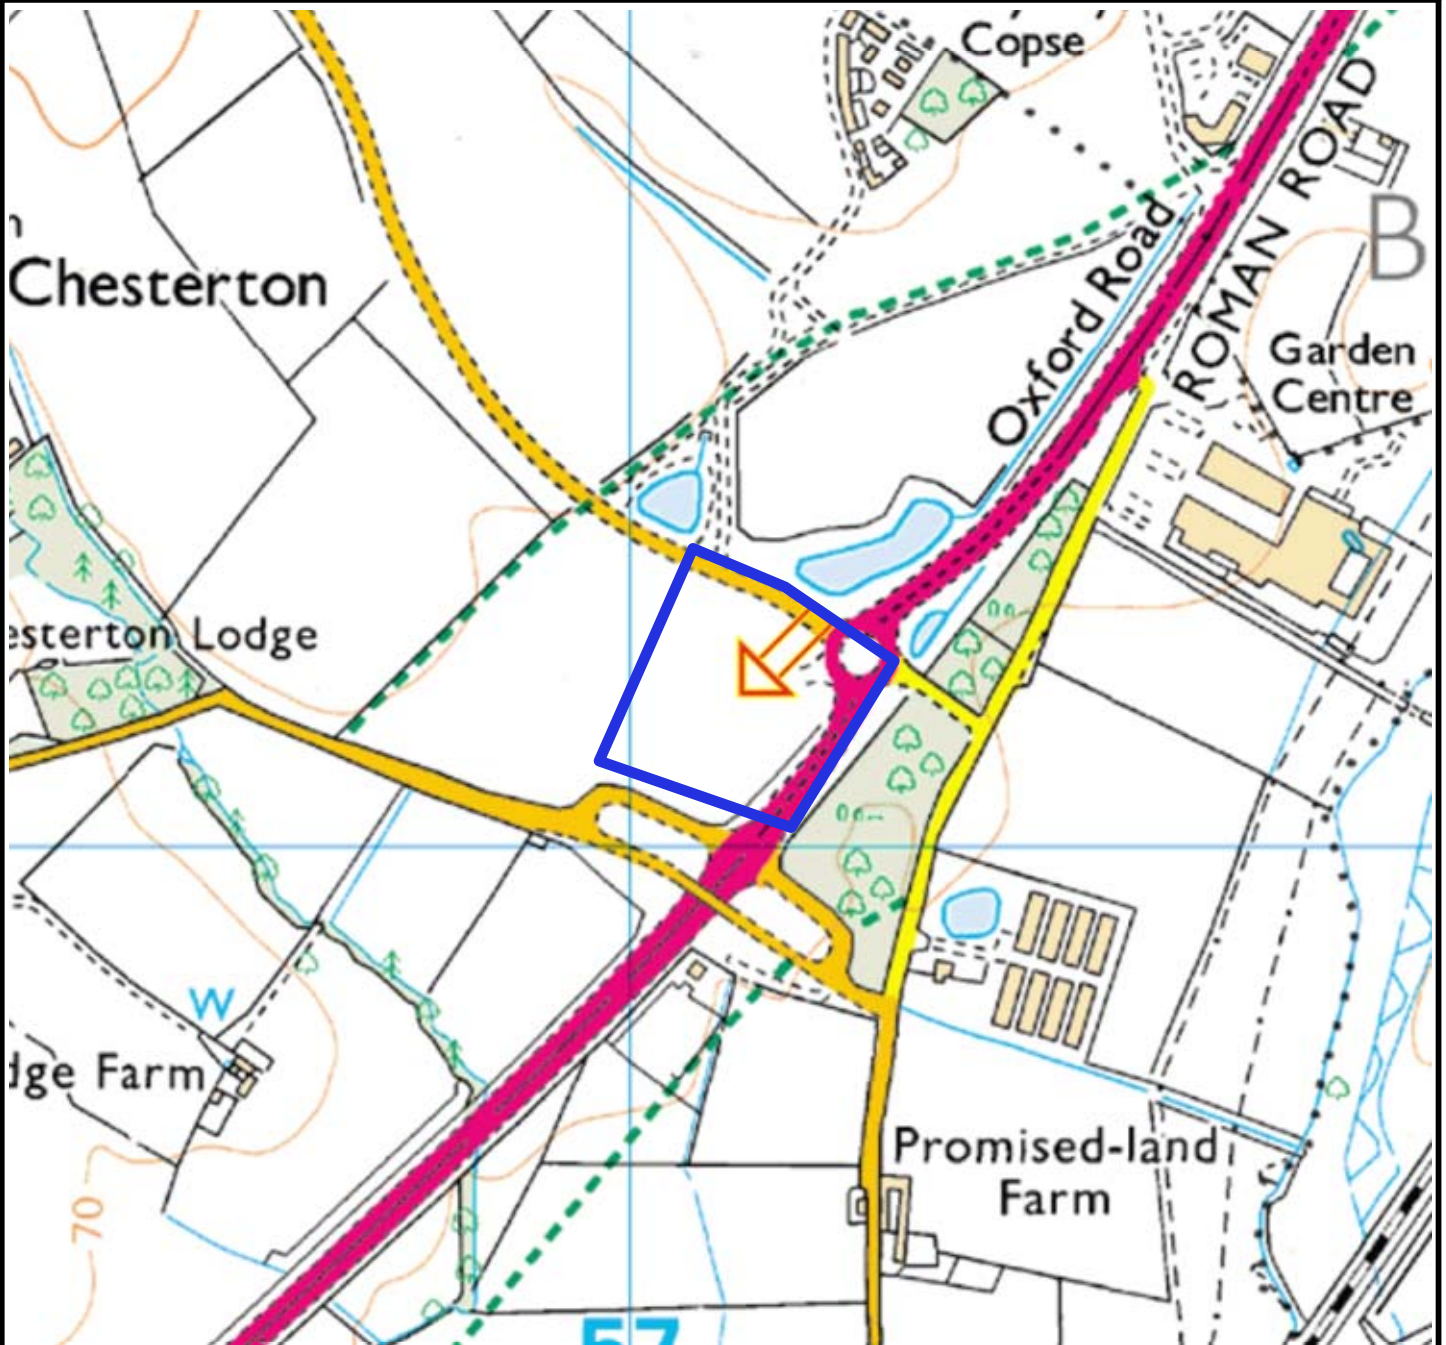 Copse
ROMAN ROAD
B
n
Chesterton
Oxford Road
Garden
Centre
esterton Lodge
W
dge Farm
Promised-land
Farm
70
57